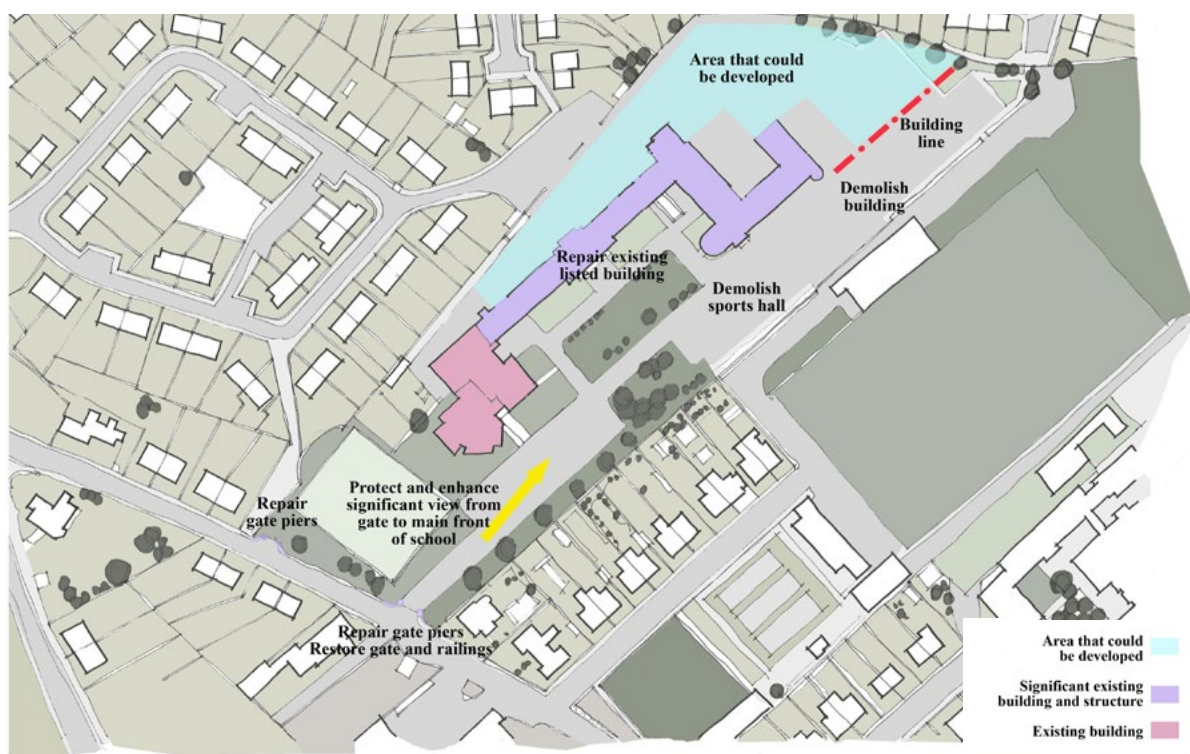 Area that could
be developed
Building
line
Demolish
building
Repair existing
listed building
Demolish
sports hall
Protect and enhance
significant view from
gate to main front
of school
Repair
gate piers
Repair gate piers
Restore gate and railings
Area that could
be developed
Significant existing
building and structure
Existing building